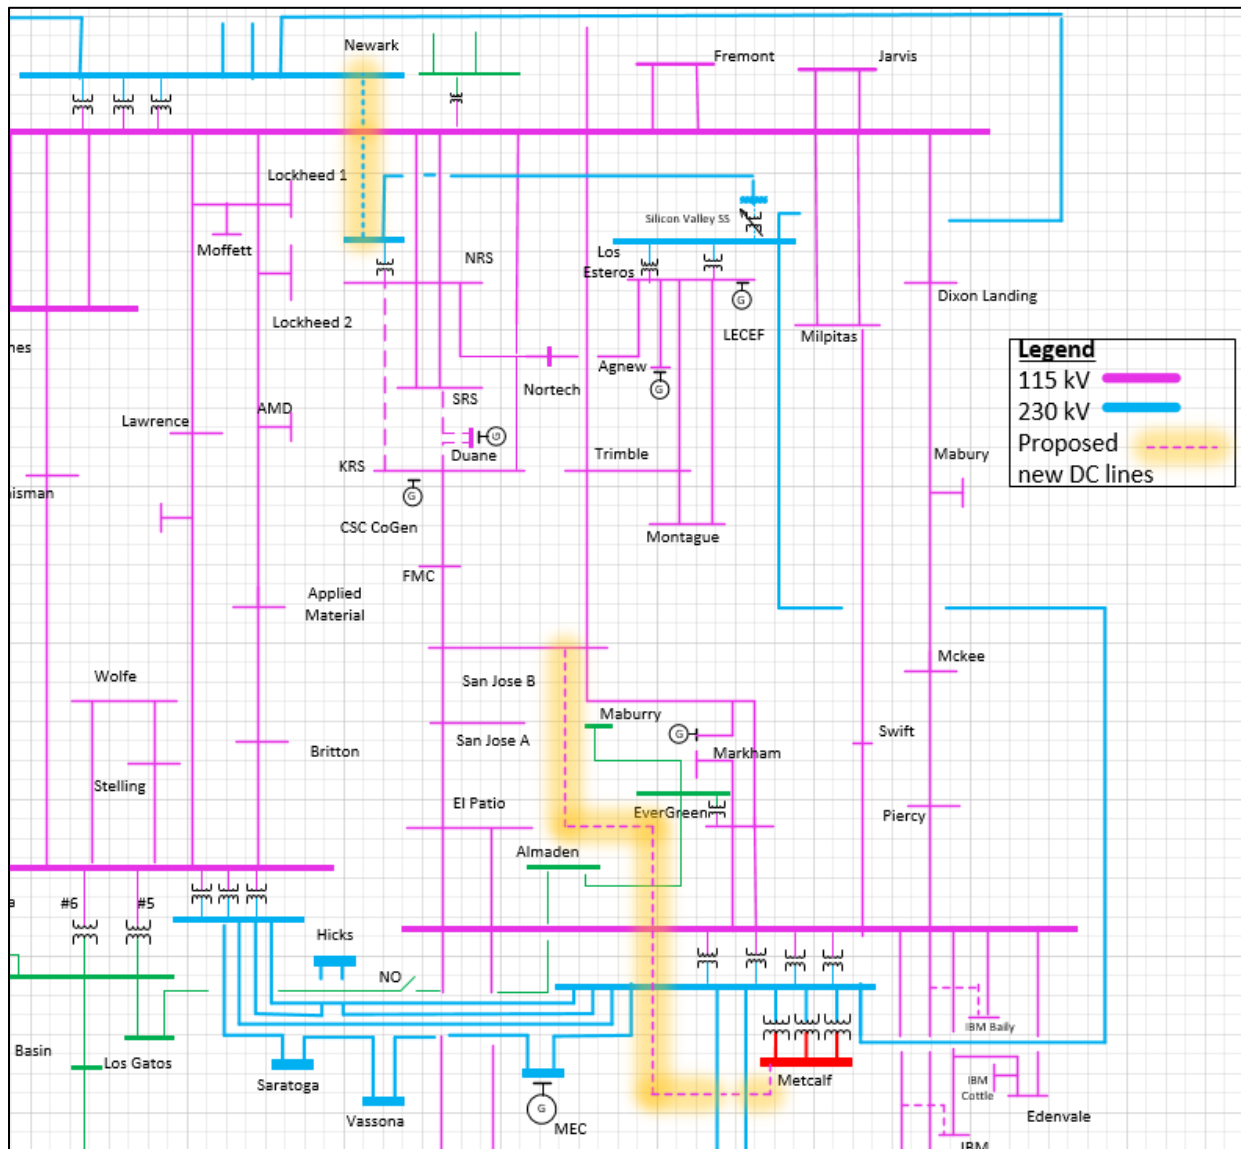 Newark
Fremont
Jarvis
Lockheed 1
Moffett
NRS
Silicon Valley SS
Los
Esteros
Dixon Landing
Lockheed 2
LECEF
Milpitas
Legend
115 kV
230 kV
Proposed
new DC lines
Agnew
G
G
Nortech
SRS
AMD
Lawrence
G
Duane
KRS
Trimble
Mabury
G
CSC CoGen
Montague
FMC
Applied
Material
Mckee
Wolfe
San Jose B
Maburry
San Jose A
G
Swift
Britton
Markham
Stelling
El Patio
EverGreen
Piercy
Almaden
#6
#5
Hicks
NO
IBM Baily
Basin
Los Gatos
Saratoga
Metcalf
IBM
Cottle
Vassona
G
MEC
Edenvale